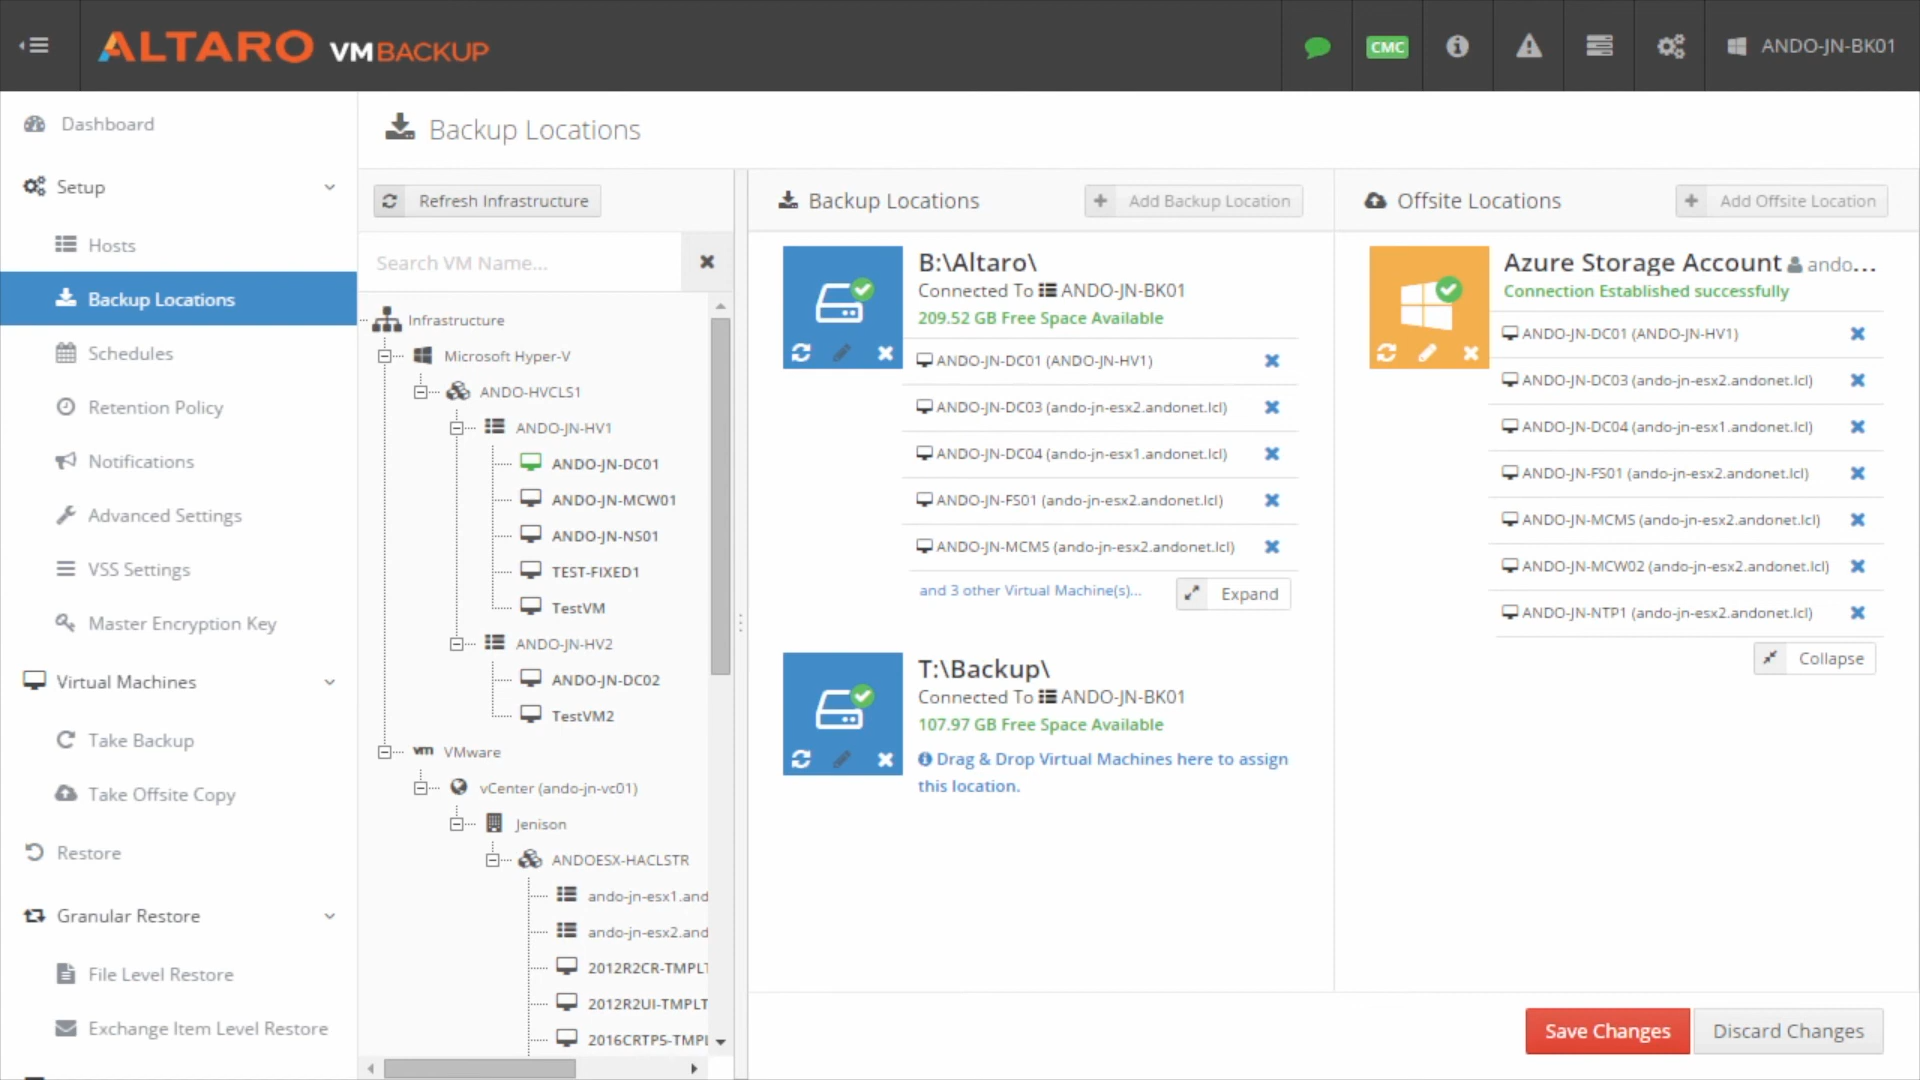 ALTARO VMBACKUP
CMC
ANDO-JN-BK01
Dashboard
Setup
Hosts
Backup Locations
Schedules
Retention Policy
Notifications
Advanced Settings
VSS Settings
Master Encryption Key
Virtual Machines
Take Backup
Take Offsite Copy
Restore
Granular Restore
File Level Restore
Exchange Item Level Restore
Backup Locations
Refresh Infrastructure
Search VM Name...
Infrastructure
Microsoft Hyper-V
ANDO-HVCLS1
ANDO-JN-HV1
ANDO-JN-DC01
ANDO-JN-MCW01
ANDO-JN-NS01
TEST-FIXED1
TestVM
ANDO-JN-HV2
ANDO-JN-DC02
TestVM2
vm VMware
vCenter (ando-jn-vc01)
Jenison
ANDOESX-HACLSTR
ando-jn-esx1.and
ando-jn-esx2.and
2012R2CR-TMPLT
2012R2UI-TMPLT
2016CRTP5-TMPL
Backup Locations
Add Backup Location
B:\Altaro\
Connected To ANDO-JN-BK01
209.52 GB Free Space Available
ANDO-JN-DC01 (ANDO-JN-HV1)
ANDO-JN-DC03 (ando-jn-esx2.andonet.lcl)
ANDO-JN-DC04 (ando-jn-esx1.andonet.lcl)
ANDO-JN-FS01 (ando-jn-esx2.andonet.lcl)
ANDO-JN-MCMS (ando-jn-esx2.andonet.lcl)
and 3 other Virtual Machine(s)...
Expand
T:\Backup\
Connected To ANDO-JN-BK01
107.97 GB Free Space Available
Drag & Drop Virtual Machines here to assign
this location.
Offsite Locations
Add Offsite Location
Azure Storage Account ando...
Connection Established successfully
ANDO-JN-DC01 (ANDO-JN-HV1)
ANDO-JN-DC03 (ando-jn-esx2.andonet.lcl)
ANDO-JN-DC04 (ando-jn-esx1.andonet.lcl)
ANDO-JN-FS01 (ando-jn-esx2.andonet.lcl)
ANDO-JN-MCMS (ando-jn-esx2.andonet.lcl)
ANDO-JN-MCW02 (ando-jn-esx2.andonet.lcl)
ANDO-JN-NTP1 (ando-jn-esx2.andonet.lcl)
Collapse
Save Changes
Discard Changes